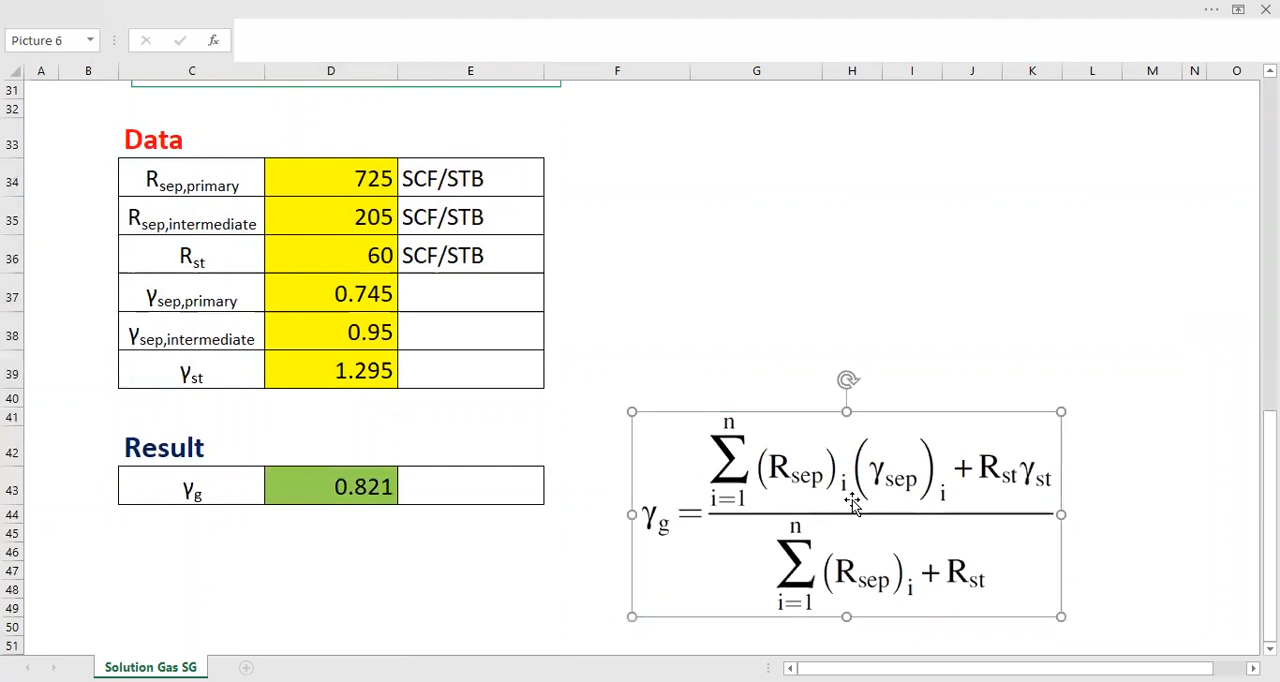 Picture 6 fx
A B C D E F G H I J K L M N O
31
32
33 Data
34 Rsep,primary 725 SCF/STB
35 Rsep,intermediate 205 SCF/STB
36 Rst 60 SCF/STB
37 γsep,primary 0.745
38 γsep,intermediate 0.95
39 γst 1.295
40
41
42 Result
43 γg 0.821
44
45
46
47
48
49
50
51
n n
γg = ∑ (Rsep)i (γsep)i + Rst γst
i=1
n
∑ (Rsep)i + Rst
i=1
Solution Gas SG